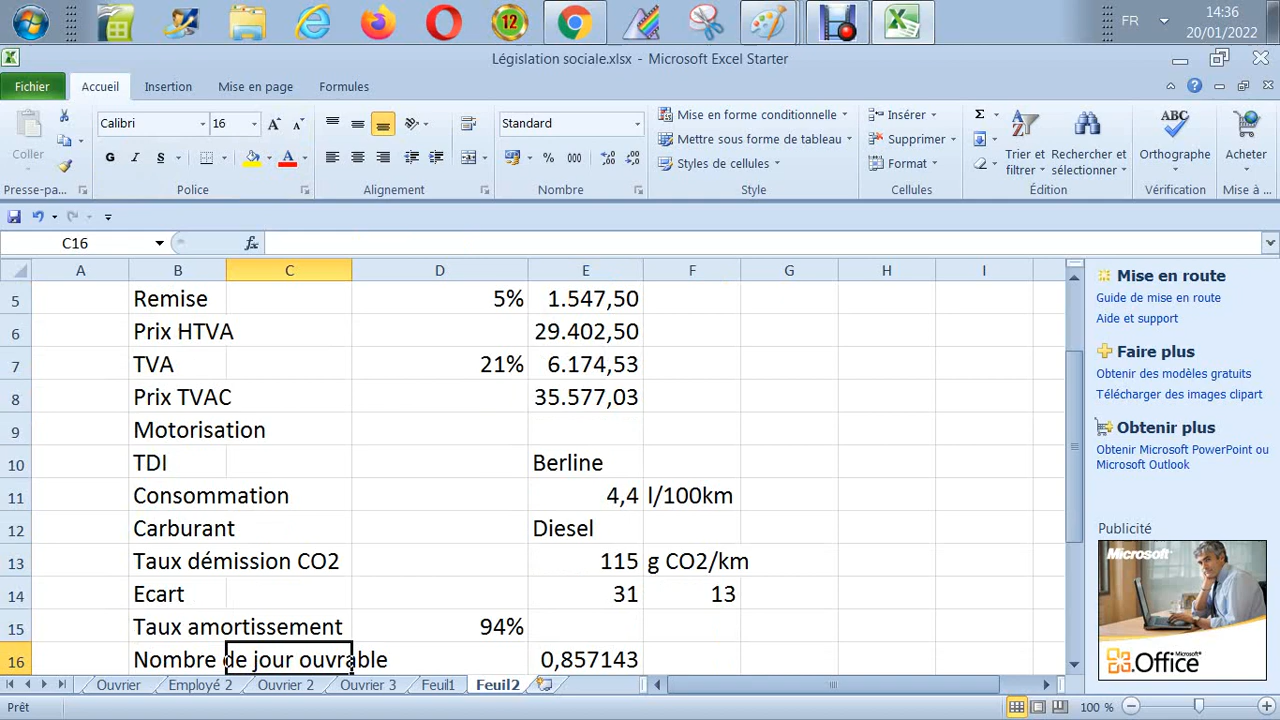 12
FR
14:36
20/01/2022
Législation sociale.xlsx - Microsoft Excel Starter
Fichier
Accueil
Insertion
Mise en page
Formules
Coller
Presse-pa...
Calibri
16
G I S
A
Police
Alignement
Standard
% 000
Nombre
Mise en forme conditionnelle
Mettre sous forme de tableau
Styles de cellules
Style
Insérer
Supprimer
Format
Cellules
Σ
Trier et filtrer
Rechercher et sélectionner
Édition
ABC
Orthographe
Vérification
Acheter
Mise à ...
C16
fx
A B C D E F G H I
5 Remise 5% 1.547,50
6 Prix HTVA 29.402,50
7 TVA 21% 6.174,53
8 Prix TVAC 35.577,03
9 Motorisation
10 TDI Berline
11 Consommation 4,4 l/100km
12 Carburant Diesel
13 Taux démission CO2 115 g CO2/km
14 Ecart 31 13
15 Taux amortissement 94%
16 Nombre de jour ouvrable 0,857143
Mise en route
Guide de mise en route
Aide et support
Faire plus
Obtenir des modèles gratuits
Télécharger des images clipart
Obtenir plus
Obtenir Microsoft PowerPoint ou
Microsoft Outlook
Publicité
Microsoft
Microsoft
Office
Ouvrier
Employé 2
Ouvrier 2
Ouvrier 3
Feuil1
Feuil2
Prêt
100 %